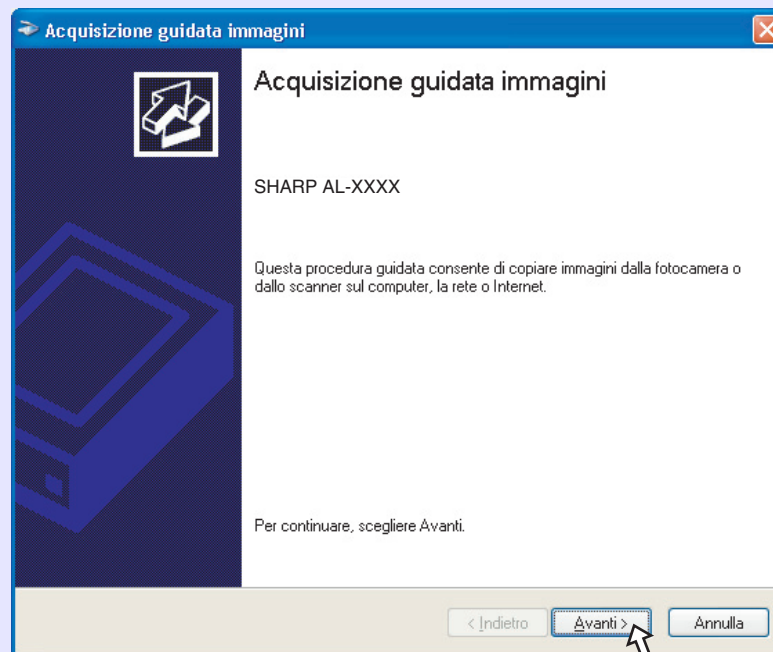 Acquisizione guidata immagini
Acquisizione guidata immagini
SHARP AL-XXXX
Questa procedura guidata consente di copiare immagini dalla fotocamera o
dallo scanner sul computer, la rete o Internet.
Per continuare, scegliere Avanti.
< Indietro Avanti > Annulla